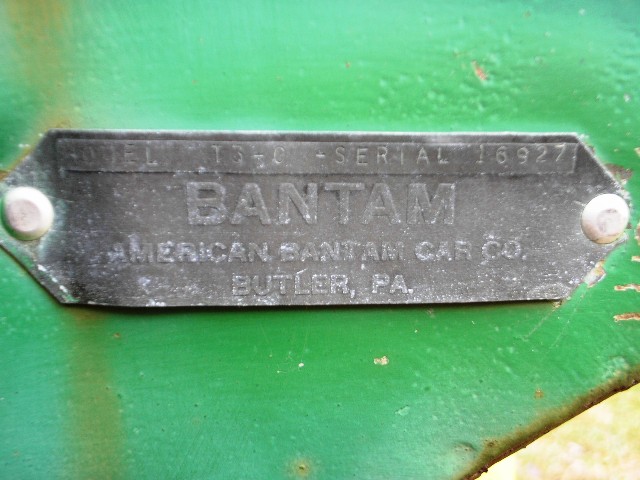 MODEL T3-C -SERIAL 16927
BANTAM
AMERICAN BANTAM CAR CO.
BUTLER, PA.